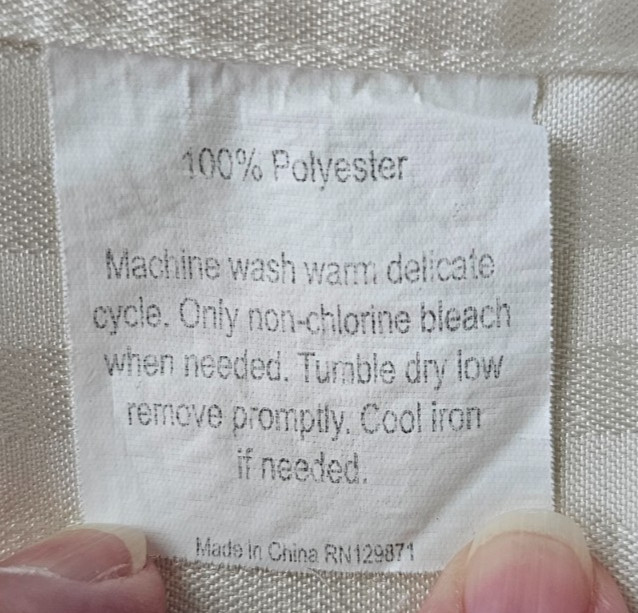 100% Polyester
Machine wash warm delicate
cycle. Only non-chlorine bleach
when needed. Tumble dry low
remove promptly. Cool iron
if needed.
Made In China RN129871